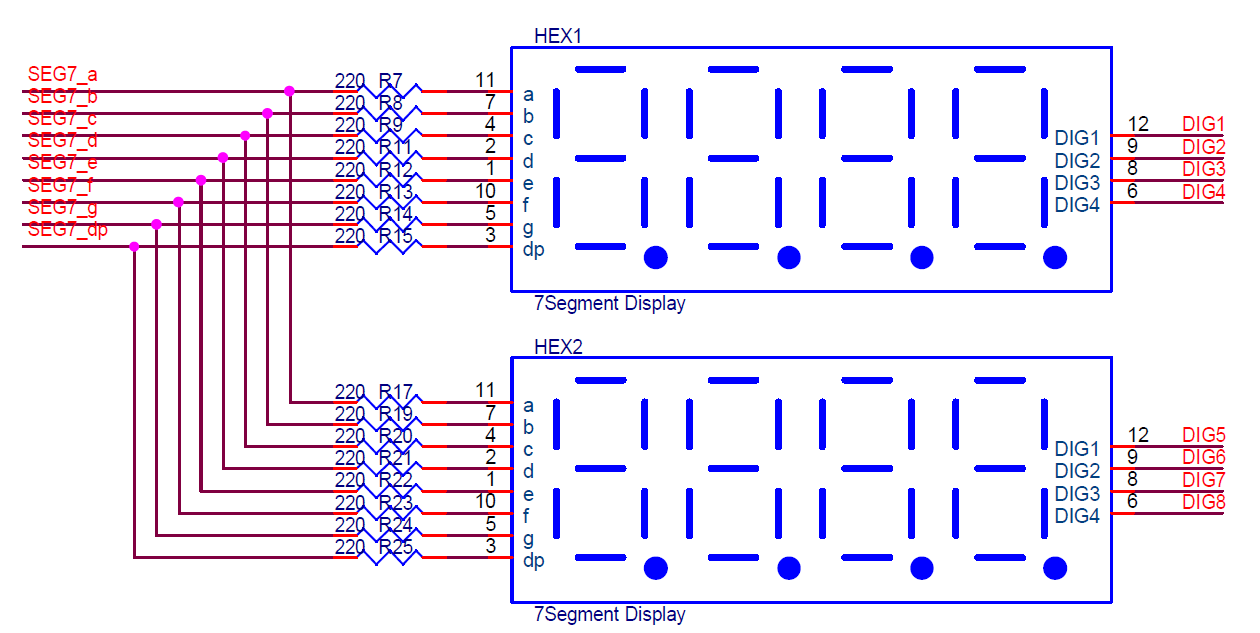 HEX1
SEG7_a 220 R7 11 a
SEG7_b 220 R8 7 b
SEG7_c 220 R9 4 c DIG1 12 DIG1
SEG7_d 220 R11 2 d DIG2 9 DIG2
SEG7_e 220 R12 1 e DIG3 8 DIG3
SEG7_f 220 R13 10 f DIG4 6 DIG4
SEG7_g 220 R14 5 g
SEG7_dp 220 R15 3 dp
7Segment Display
HEX2
220 R17 11 a
220 R19 7 b
220 R20 4 c DIG1 12 DIG5
220 R21 2 d DIG2 9 DIG6
220 R22 1 e DIG3 8 DIG7
220 R23 10 f DIG4 6 DIG8
220 R24 5 g
220 R25 3 dp
7Segment Display